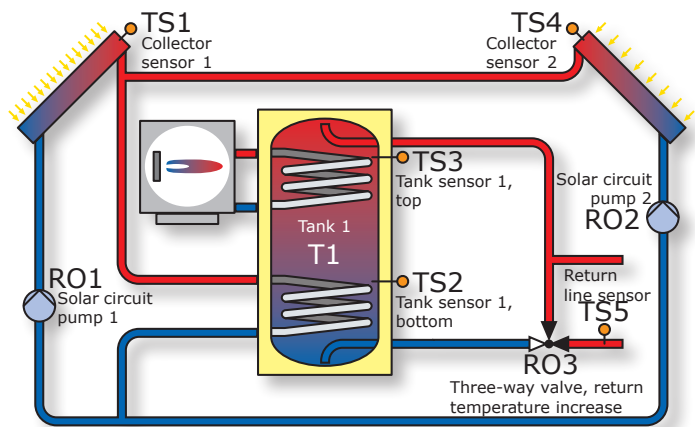 TS1
Collector
sensor 1
TS4
Collector
sensor 2
TS3
Tank sensor 1,
top
Tank 1
T1
Solar circuit
pump 2
RO2
RO1
Solar circuit
pump 1
TS2
Tank sensor 1,
bottom
Return
line sensor
TS5
RO3
Three-way valve, return
temperature increase